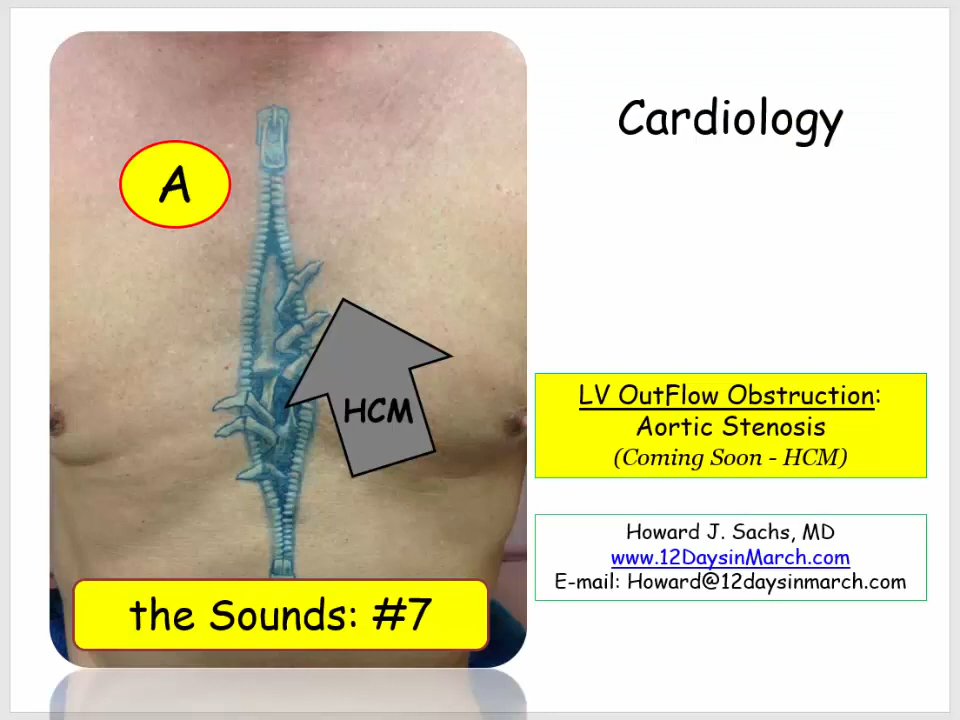 Cardiology
A
HCM
LV OutFlow Obstruction:
Aortic Stenosis
(Coming Soon - HCM)
Howard J. Sachs, MD
www.12DaysinMarch.com
E-mail: Howard@12daysinmarch.com
the Sounds: #7